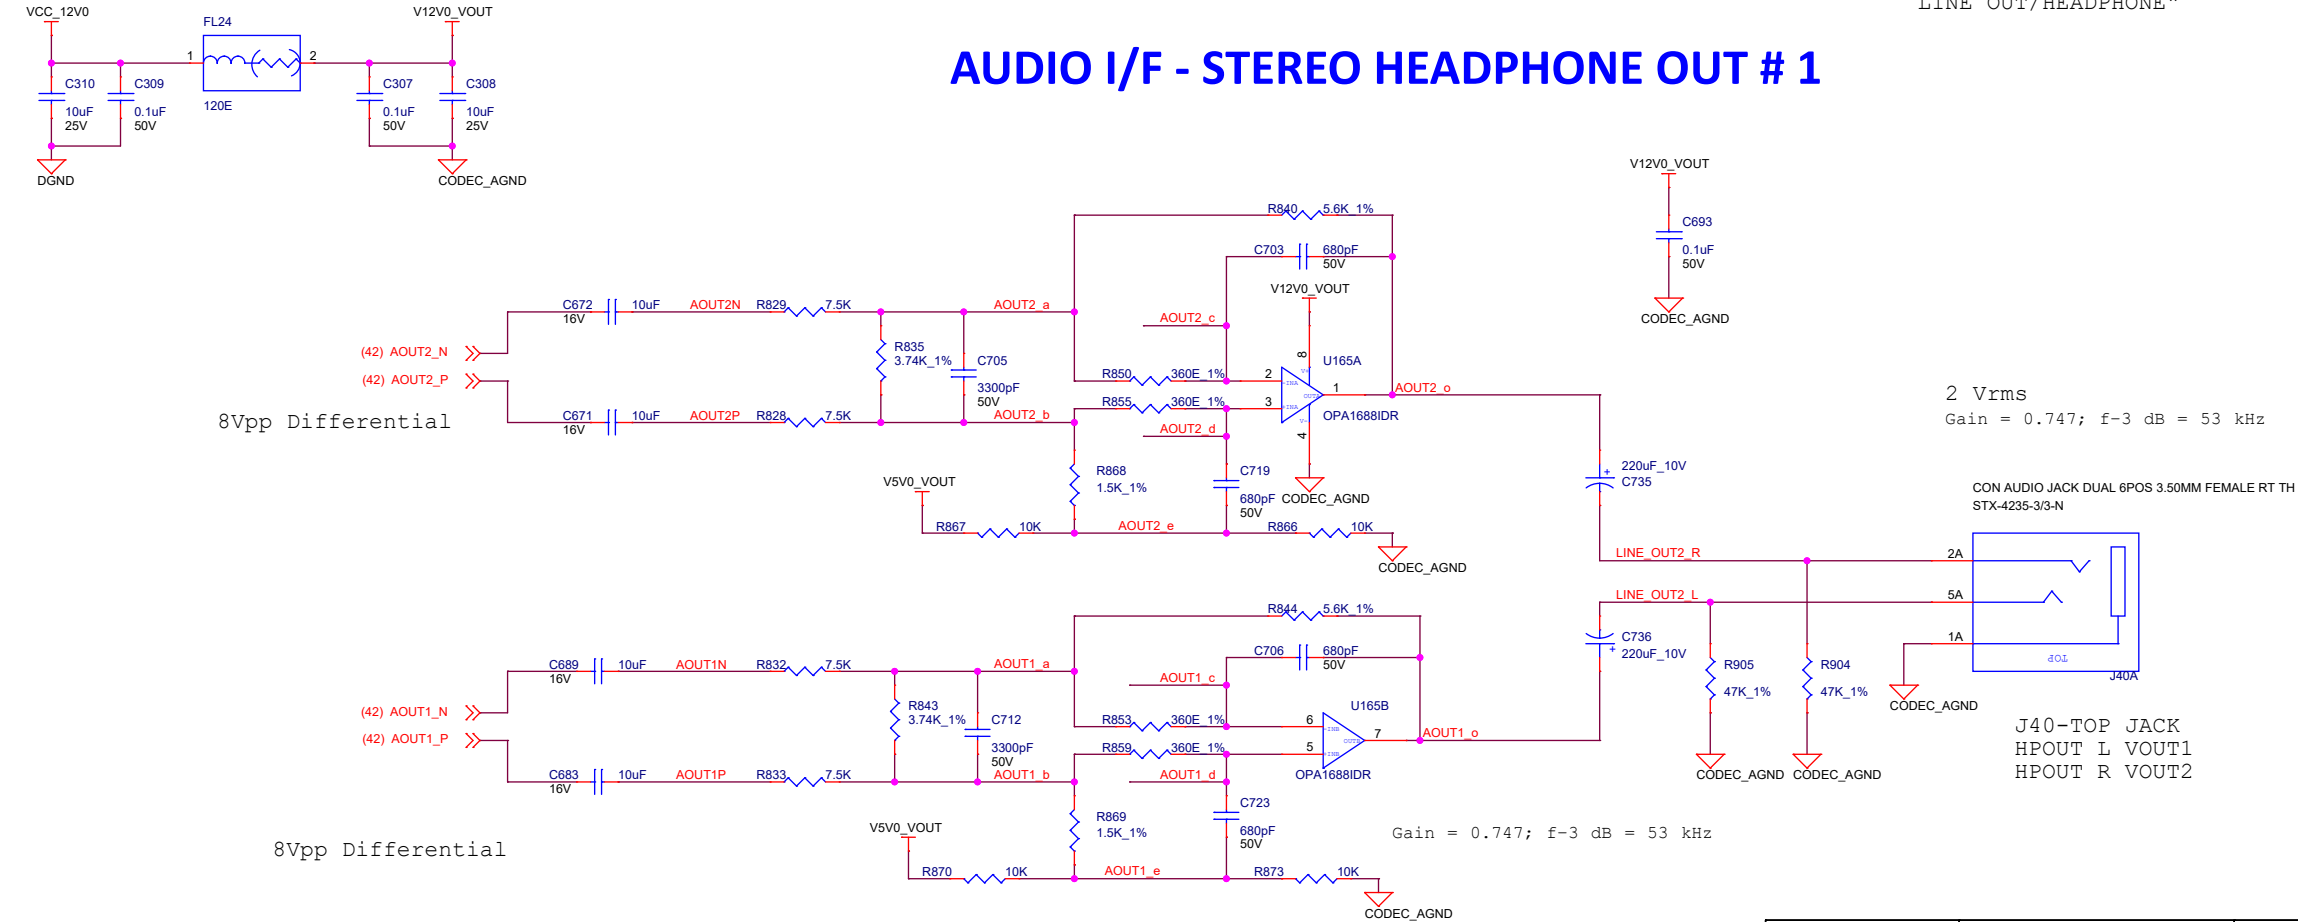 LINE OUT/HEADPHONE"
AUDIO I/F - STEREO HEADPHONE OUT # 1
VCC_12V0
V12V0_VOUT
FL24
1
2
120E
C310
10uF
25V
C309
0.1uF
50V
C307
0.1uF
50V
C308
10uF
25V
DGND
CODEC_AGND
V12V0_VOUT
C693
0.1uF
50V
CODEC_AGND
R840
5.6K_1%
C703
680pF
50V
V12V0_VOUT
C672
10uF
16V
AOUT2N
R829
7.5K
AOUT2_a
AOUT2_c
(42) AOUT2_N
(42) AOUT2_P
R835
3.74K_1%
C705
3300pF
50V
R850
360E_1%
2
8
V+
-INA
U165A
OUTA
1
AOUT2_o
R855
360E_1%
3
+INA
V-
4
OPA1688IDR
8Vpp Differential
C671
10uF
16V
AOUT2P
R828
7.5K
AOUT2_b
AOUT2_d
R868
1.5K_1%
C719
680pF
50V
CODEC_AGND
V5V0_VOUT
R867
10K
AOUT2_e
R866
10K
CODEC_AGND
2 Vrms
Gain = 0.747; f-3 dB = 53 kHz
220uF_10V
+
C735
CON AUDIO JACK DUAL 6POS 3.50MM FEMALE RT TH
STX-4235-3/3-N
LINE_OUT2_R
2A
LINE_OUT2_L
5A
1A
TOP
J40A
C736
220uF_10V
+
R905
47K_1%
R904
47K_1%
CODEC_AGND
CODEC_AGND
CODEC_AGND
J40-TOP JACK
HPOUT L VOUT1
HPOUT R VOUT2
R844
5.6K_1%
C706
680pF
50V
C689
10uF
16V
AOUT1N
R832
7.5K
AOUT1_a
AOUT1_c
(42) AOUT1_N
(42) AOUT1_P
R843
3.74K_1%
C712
3300pF
50V
R853
360E_1%
6
-INB
U165B
OUTB
7
AOUT1_o
R859
360E_1%
5
+INB
OPA1688IDR
C683
10uF
16V
AOUT1P
R833
7.5K
AOUT1_b
AOUT1_d
R869
1.5K_1%
C723
680pF
50V
8Vpp Differential
V5V0_VOUT
R870
10K
AOUT1_e
R873
10K
CODEC_AGND
Gain = 0.747; f-3 dB = 53 kHz